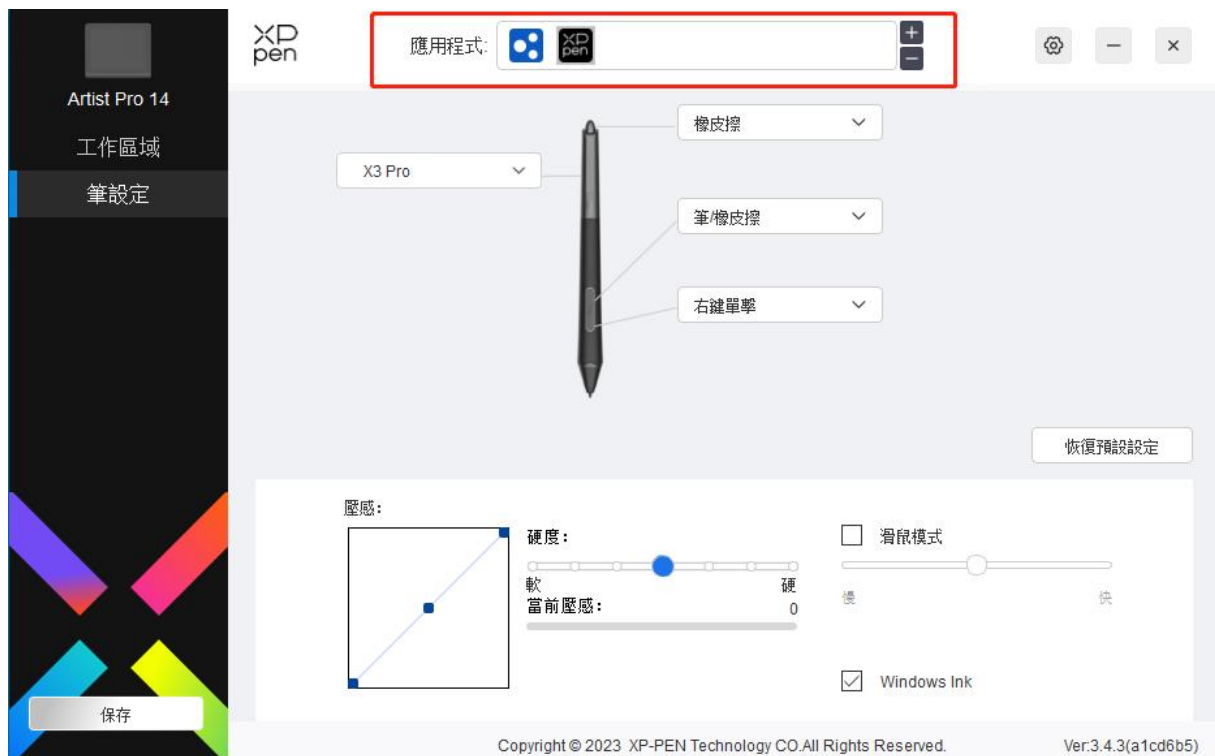 XP
pen
應用程式:
XP
pen
+
−
×
Artist Pro 14
工作區域
筆設定
橡皮擦
X3 Pro
筆/橡皮擦
右鍵單擊
恢復預設設定
壓感:
硬度:
軟
硬
當前壓感:
0
滑鼠模式
慢
快
Windows Ink
保存
Copyright © 2023 XP-PEN Technology CO.All Rights Reserved.
Ver:3.4.3(a1cd6b5)